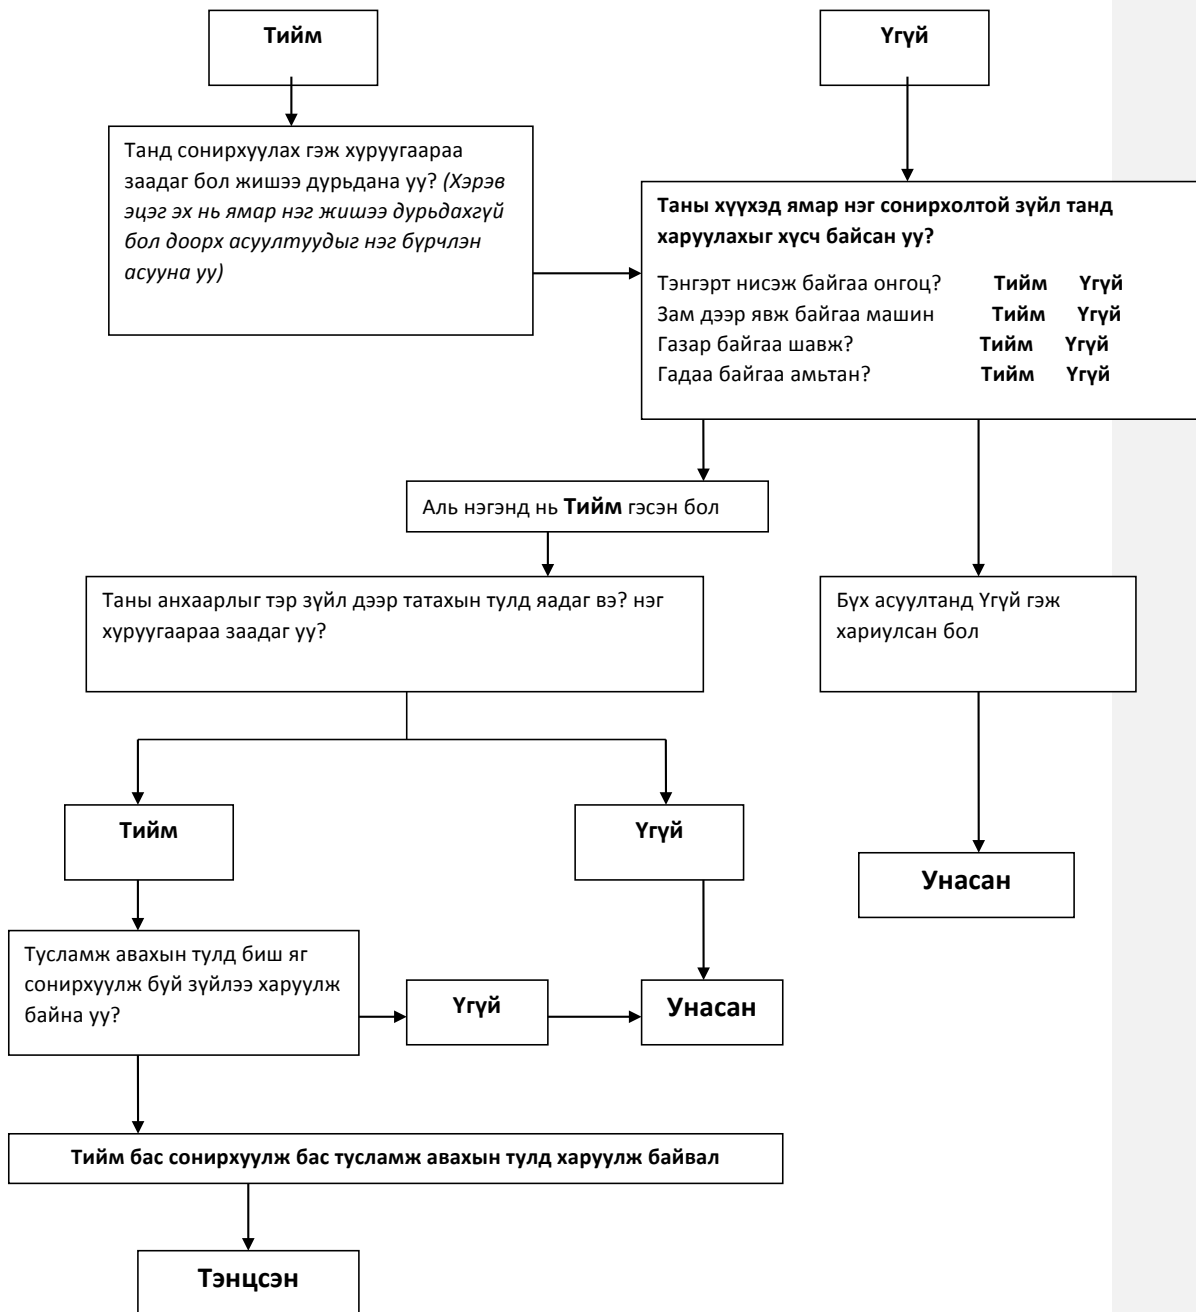 Тийм
Үгүй
Танд сонирхуулах гэж хуруугаараа
заадаг бол жишээ дурьдана уу? (Хэрэв
эцэг эх нь ямар нэг жишээ дурьдахгүй
бол доорх асуултуудыг нэг бүрчлэн
асууна уу)
Таны хүүхэд ямар нэг сонирхолтой зүйл танд
харуулахыг хүсч байсан уу?
Тэнгэрт нисэж байгаа онгоц? Тийм Үгүй
Зам дээр явж байгаа машин Тийм Үгүй
Газар байгаа шавж? Тийм Үгүй
Гадаа байгаа амьтан? Тийм Үгүй
Аль нэгэнд нь Тийм гэсэн бол
Таны анхаарлыг тэр зүйл дээр татахын тулд яадаг вэ? нэг
хуруугаараа заадаг уу?
Бүх асуултанд Үгүй гэж
хариулсан бол
Тийм
Үгүй
Унасан
Тусламж авахын тулд биш яг
сонирхуулж буй зүйлээ харуулж
байна уу?
Үгүй
Унасан
Тийм бас сонирхуулж бас тусламж авахын тулд харуулж байвал
Тэнцсэн